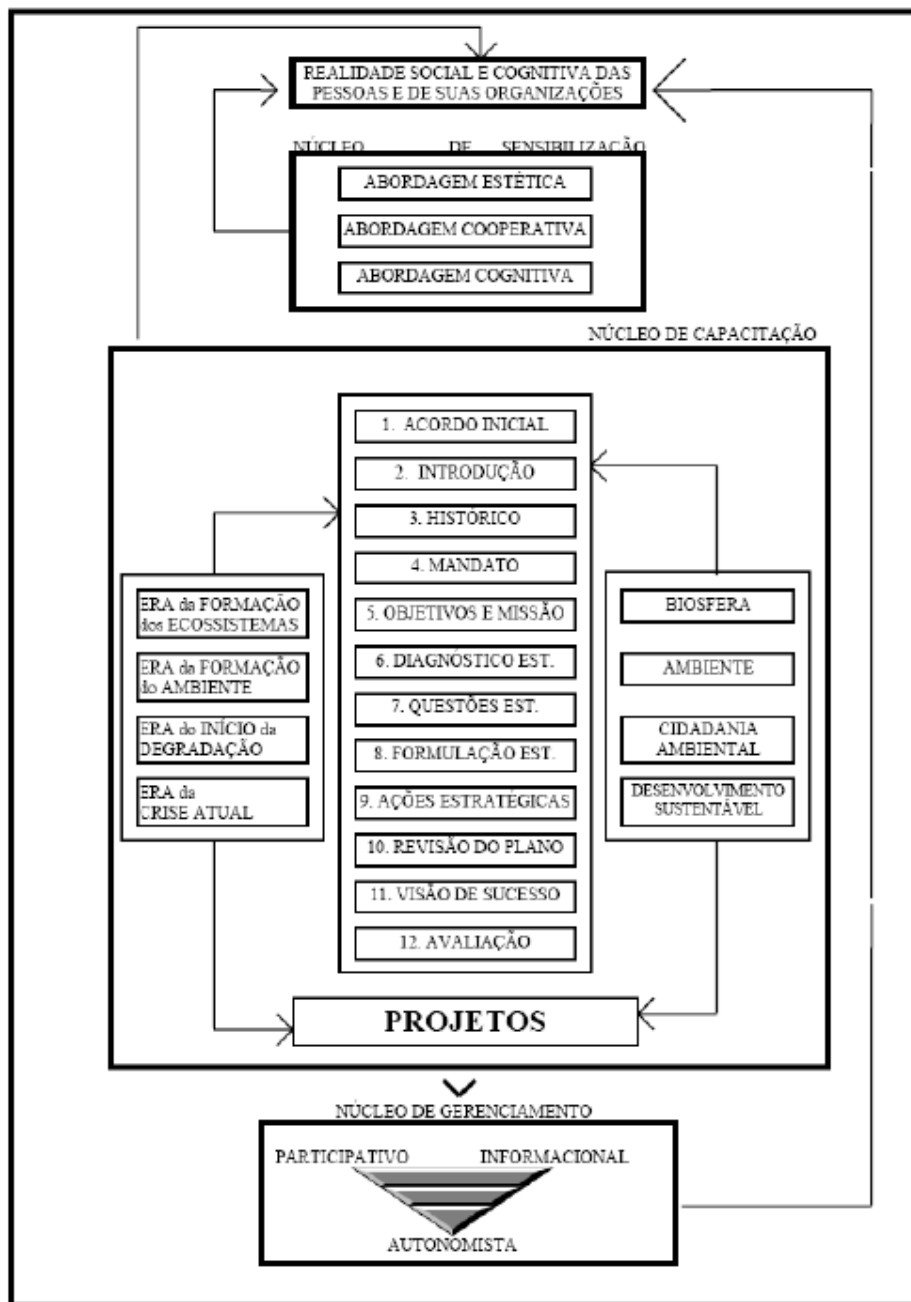 REALIDADE SOCIAL E COGNITIVA DAS
PESSOAS E DE SUAS ORGANIZAÇÕES
NÚCLEO DE SENSIBILIZAÇÃO
ABORDAGEM ESTÉTICA
ABORDAGEM COOPERATIVA
ABORDAGEM COGNITIVA
NÚCLEO DE CAPACITAÇÃO
1. ACORDO INICIAL
2. INTRODUÇÃO
3. HISTÓRICO
4. MANDATO
5. OBJETIVOS E MISSÃO
6. DIAGNÓSTICO EST.
7. QUESTÕES EST.
8. FORMULAÇÃO EST.
9. AÇÕES ESTRATÉGICAS
10. REVISÃO DO PLANO
11. VISÃO DE SUCESSO
12. AVALIAÇÃO
ERA da FORMAÇÃO
dos ECOSSISTEMAS
ERA da FORMAÇÃO
do AMBIENTE
ERA do INÍCIO da
DEGRADAÇÃO
ERA da
CRISE ATUAL
BIOSFERA
AMBIENTE
CIDADANIA
AMBIENTAL
DESENVOLVIMENTO
SUSTENTÁVEL
PROJETOS
NÚCLEO DE GERENCIAMENTO
PARTICIPATIVO INFORMACIONAL
AUTONOMISTA